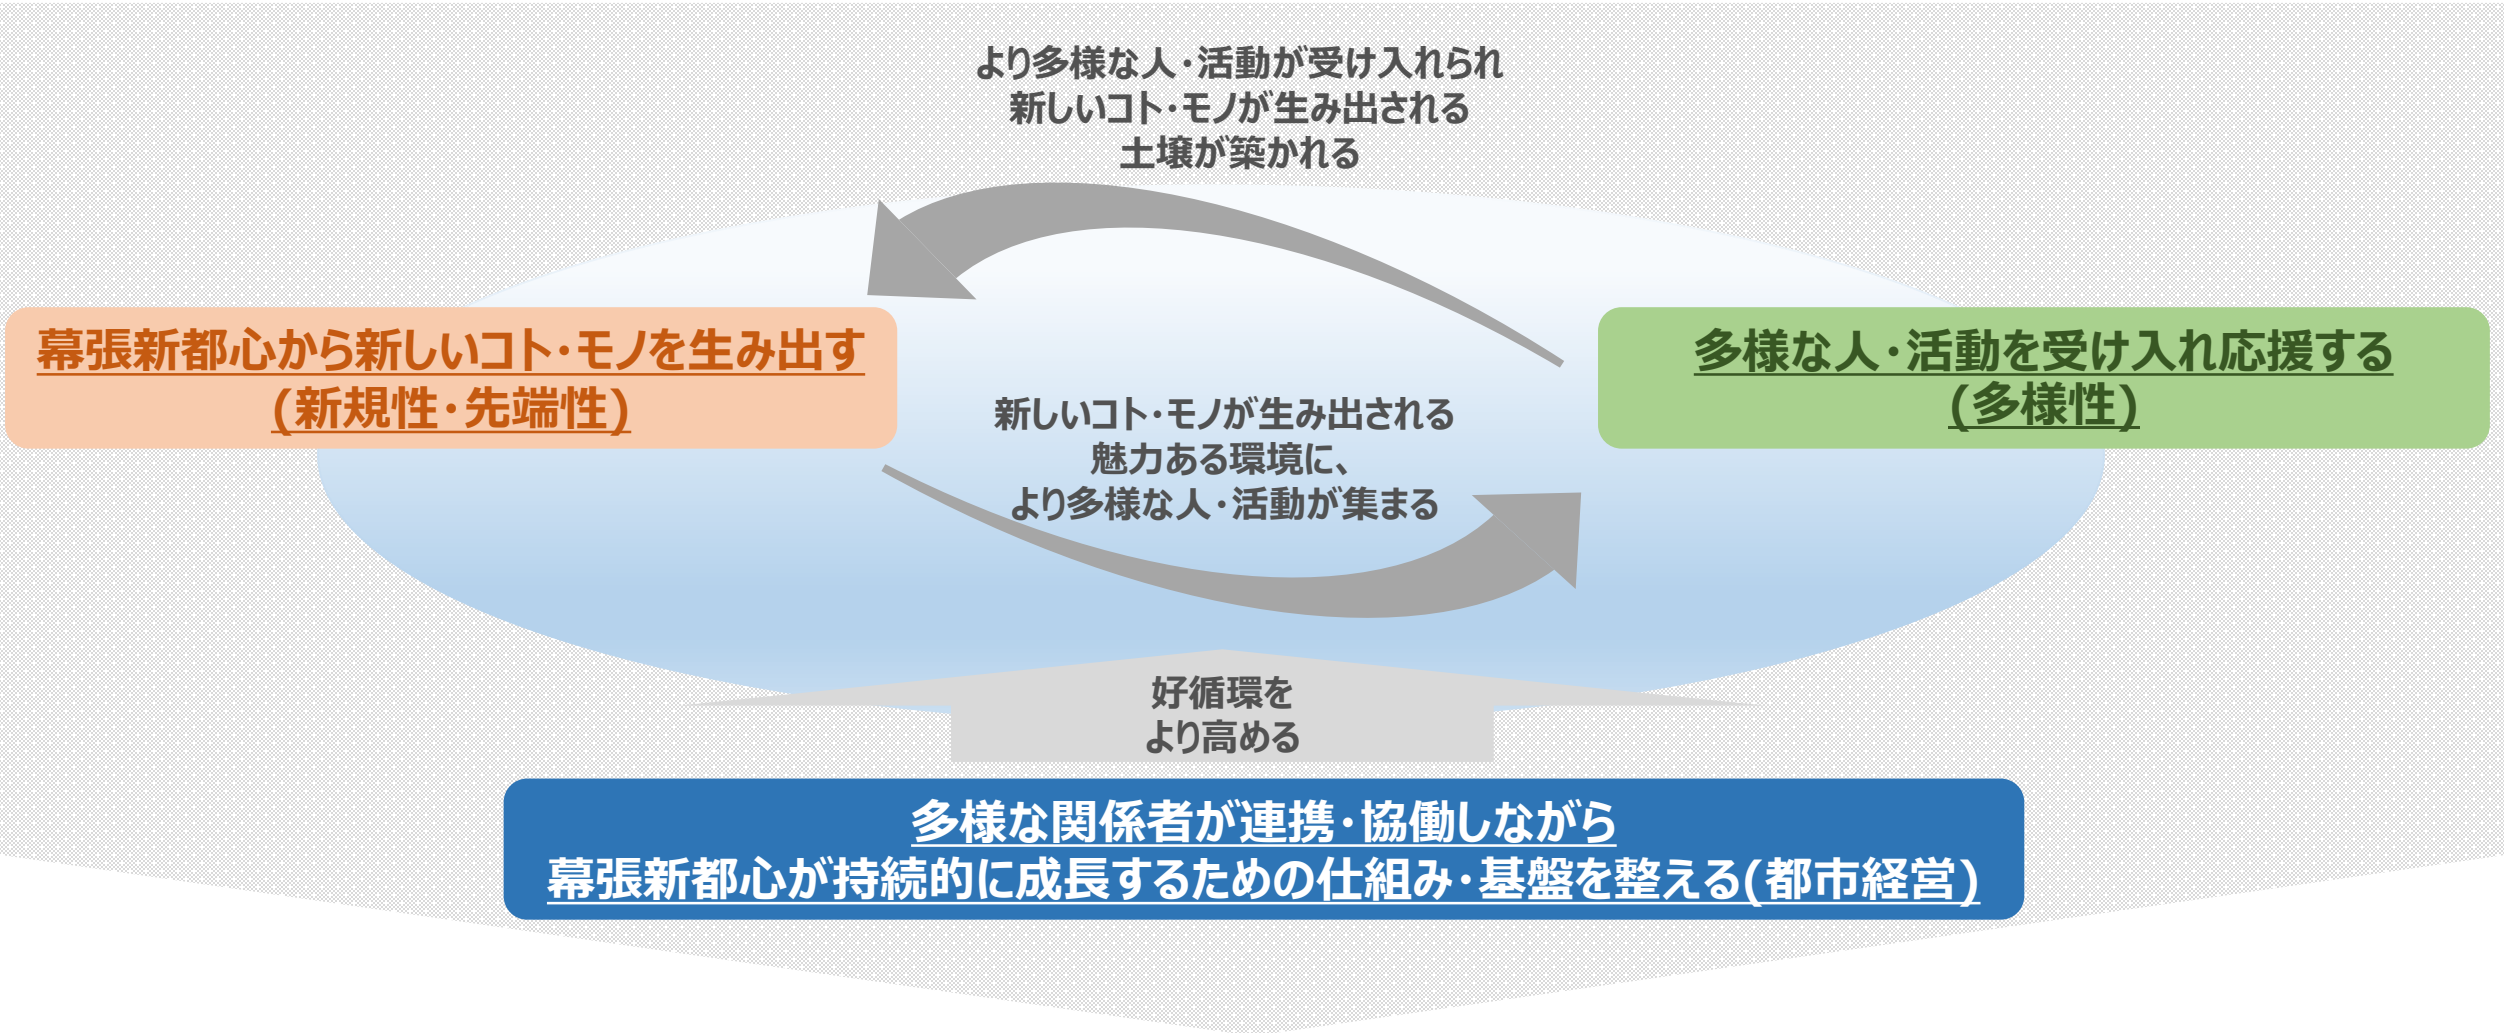 より多様な人・活動が受け入れられ
新しいコト・モノが生み出される
土壌が築かれる
幕張新都心から新しいコト・モノを生み出す
(新規性・先端性)
多様な人・活動を受け入れ応援する
(多様性)
新しいコト・モノが生み出される
魅力ある環境に、
より多様な人・活動が集まる
好循環を
より高める
多様な関係者が連携・協働しながら
幕張新都心が持続的に成長するための仕組み・基盤を整える(都市経営)